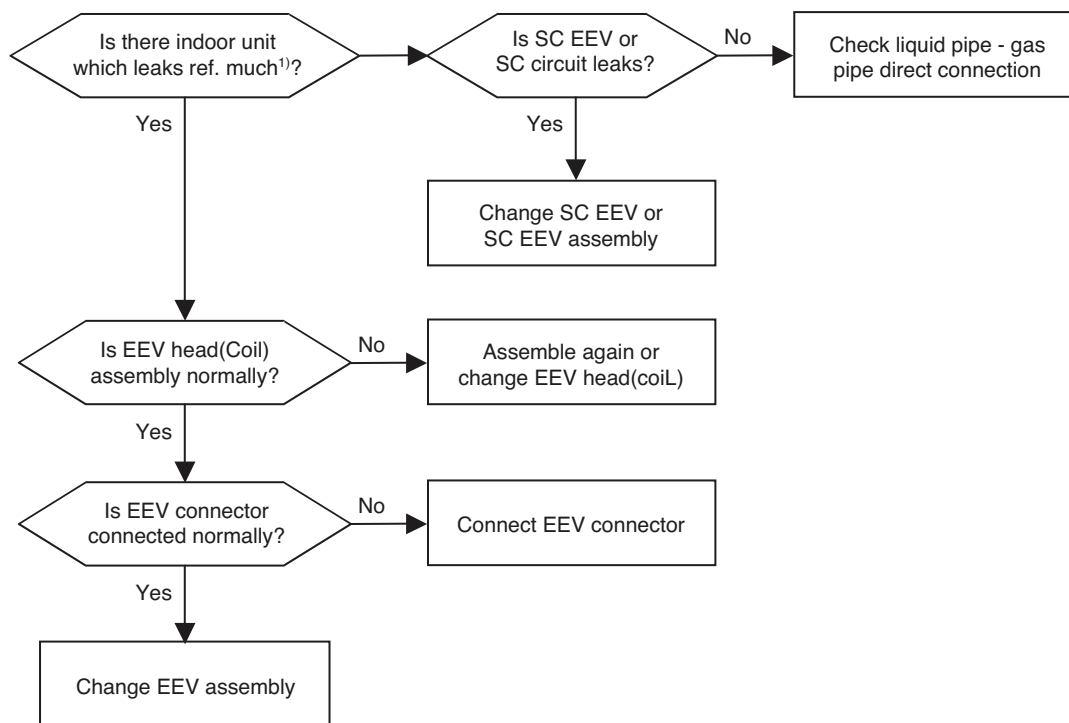 Is there indoor unit
which leaks ref. much1)?
Is SC EEV or
SC circuit leaks?
No
Check liquid pipe - gas
pipe direct connection
Yes
Yes
Change SC EEV or
SC EEV assembly
Is EEV head(Coil)
assembly normally?
No
Assemble again or
change EEV head(coiL)
Yes
Is EEV connector
connected normally?
No
Connect EEV connector
Yes
Change EEV assembly